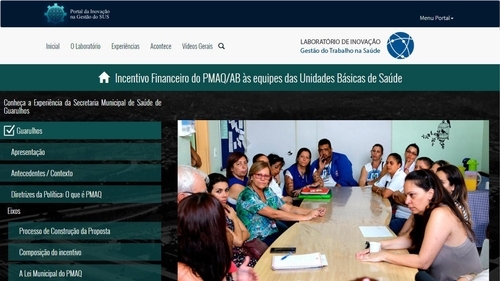 Portal da Inovação
na Gestão do SUS
Menu Portal
Inicial O Laboratório Experiências Acontece Vídeos Gerais
LABORATÓRIO DE INOVAÇÃO
Gestão do Trabalho na Saúde
Incentivo Financeiro do PMAQ/AB às equipes das Unidades Básicas de Saúde
Conheça a Experiência da Secretaria Municipal de Saúde de
Guarulhos
Guarulhos
Apresentação
Antecedentes / Contexto
Diretrizes da Política: O que é PMAQ
Eixos
Processo de Construção da Proposta
Composição do incentivo
A Lei Municipal do PMAQ